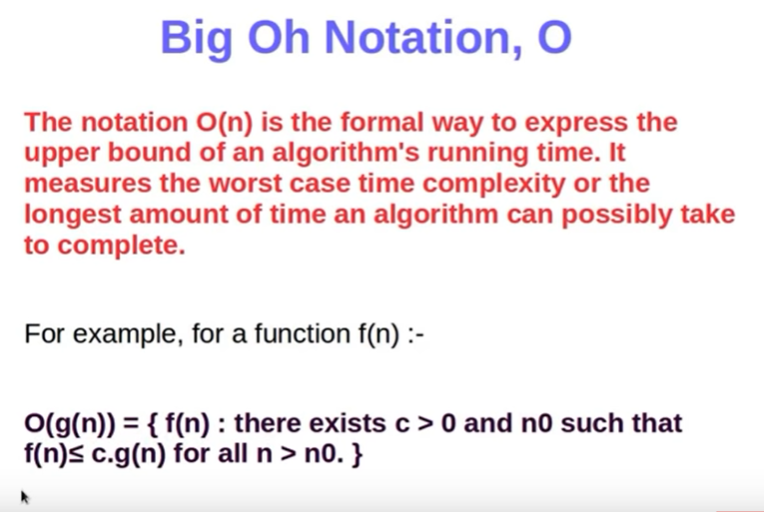 Big Oh Notation, O
The notation O(n) is the formal way to express the
upper bound of an algorithm's running time. It
measures the worst case time complexity or the
longest amount of time an algorithm can possibly take
to complete.
For example, for a function f(n) :-
O(g(n)) = { f(n) : there exists c > 0 and n0 such that
f(n)≤ c.g(n) for all n > n0. }